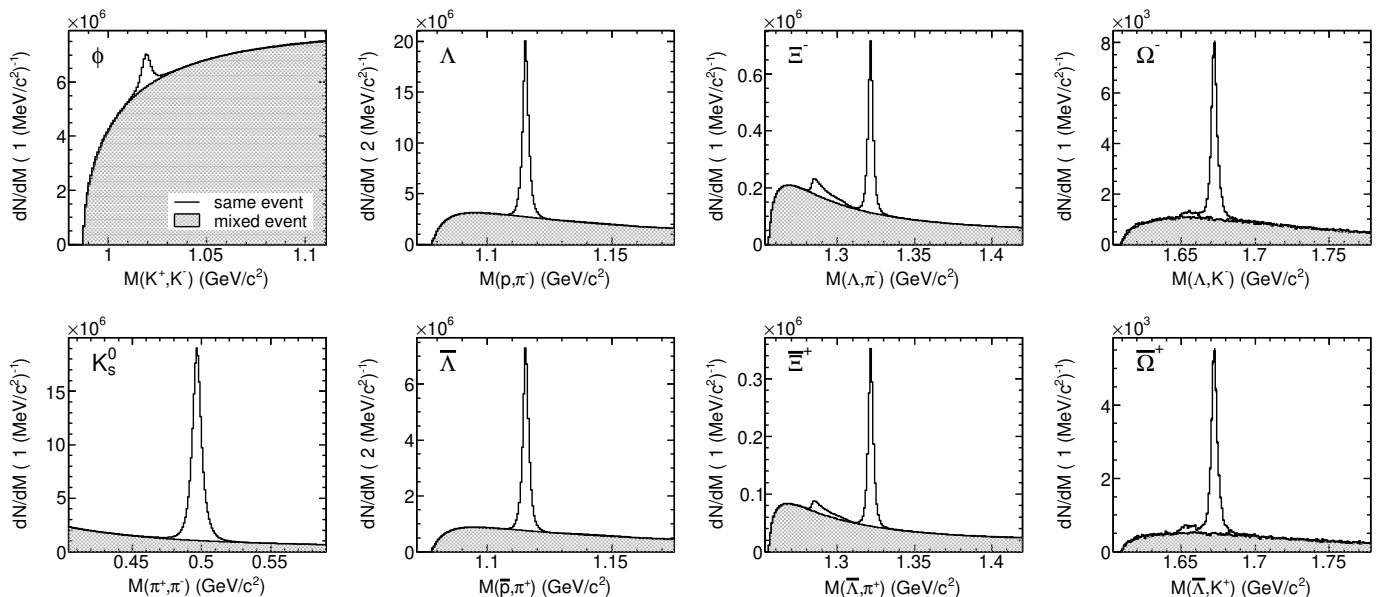 ×10⁶
φ
dN/dM ( 1 (MeV/c²)⁻¹)
6
4
2
0
same event
mixed event
1
1.05
1.1
M(K⁺,K⁻) (GeV/c²)
×10⁶
Λ
dN/dM ( 2 (MeV/c²)⁻¹)
20
15
10
5
0
1.1
1.15
M(p,π⁻) (GeV/c²)
×10⁶
Ξ⁻
dN/dM ( 1 (MeV/c²)⁻¹)
0.6
0.4
0.2
0
1.3
1.35
1.4
M(Λ,π⁻) (GeV/c²)
×10³
Ω⁻
dN/dM ( 1 (MeV/c²)⁻¹)
8
6
4
2
0
1.65
1.7
1.75
M(Λ,K⁻) (GeV/c²)
×10⁶
K⁰ₛ
dN/dM ( 1 (MeV/c²)⁻¹)
15
10
5
0
0.45
0.5
0.55
M(π⁺,π⁻) (GeV/c²)
×10⁶
Λ̅
dN/dM ( 2 (MeV/c²)⁻¹)
6
4
2
0
1.1
1.15
M(p̅,π⁺) (GeV/c²)
×10⁶
Ξ̅⁺
dN/dM ( 1 (MeV/c²)⁻¹)
0.3
0.2
0.1
0
1.3
1.35
1.4
M(Λ̅,π⁺) (GeV/c²)
×10³
Ω̅⁺
dN/dM ( 1 (MeV/c²)⁻¹)
4
2
0
1.65
1.7
1.75
M(Λ̅,K⁺) (GeV/c²)